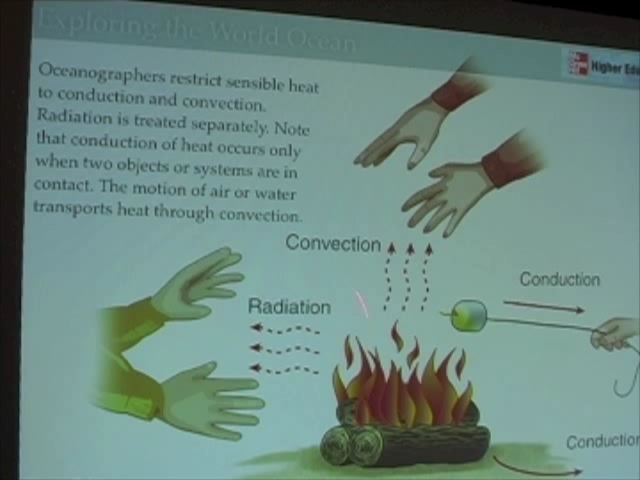 Exploring the World Ocean
Higher Edu
Oceanographers restrict sensible heat
to conduction and convection.
Radiation is treated separately. Note
that conduction of heat occurs only
when two objects or systems are in
contact. The motion of air or water
transports heat through convection.
Convection
Conduction
Radiation
Conduction